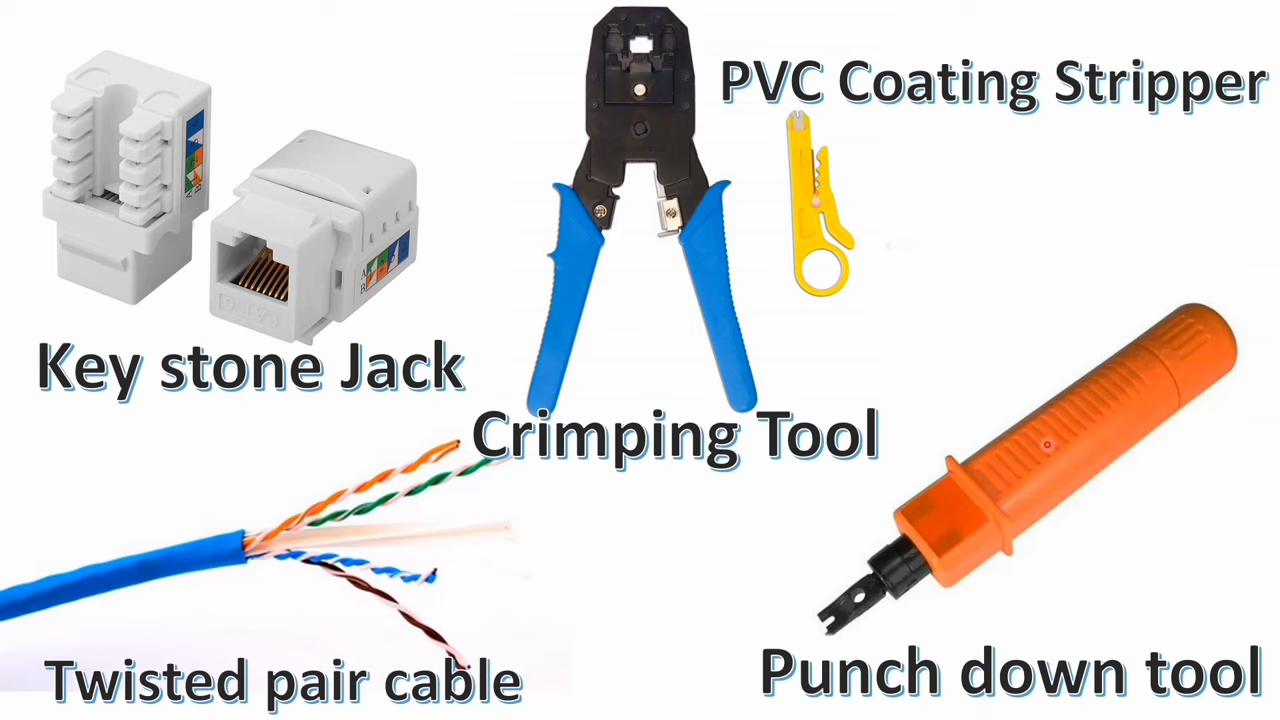 PVC Coating Stripper
Key stone Jack
Crimping Tool
Twisted pair cable
Punch down tool